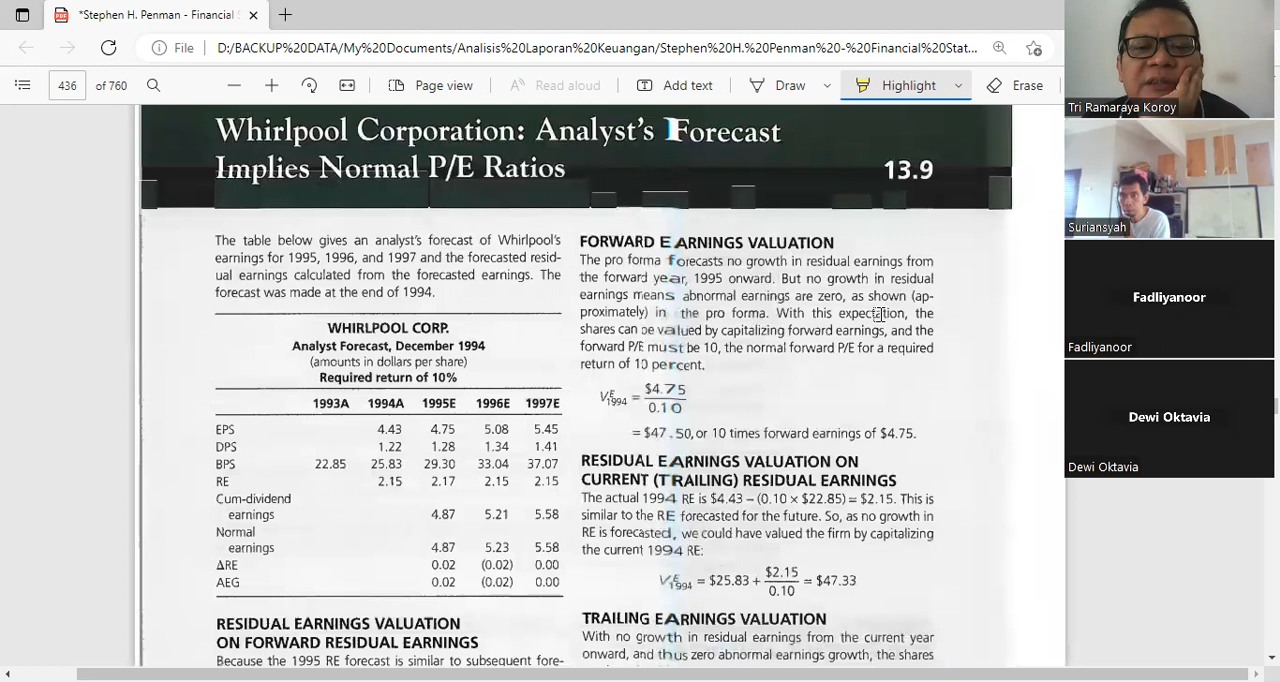 *Stephen H. Penman - Financial S
File
D:/BACKUP%20DATA/My%20Documents/Analisis%20Laporan%20Keuangan/Stephen%20H.%20Penman%20-%20Financial%20Stat...
436 of 760
Page view
Read aloud
Add text
Draw
Highlight
Erase
Whirlpool Corporation: Analyst's Forecast
Implies Normal P/E Ratios
13.9
The table below gives an analyst's forecast of Whirlpool's
earnings for 1995, 1996, and 1997 and the forecasted resid-
ual earnings calculated from the forecasted earnings. The
forecast was made at the end of 1994.
WHIRLPOOL CORP.
Analyst Forecast, December 1994
(amounts in dollars per share)
Required return of 10%
1993A 1994A 1995E 1996E 1997E
EPS 4.43 4.75 5.08 5.45
DPS 1.22 1.28 1.34 1.41
BPS 22.85 25.83 29.30 33.04 37.07
RE 2.15 2.17 2.15 2.15
Cum-dividend
earnings 4.87 5.21 5.58
Normal
earnings 4.87 5.23 5.58
ΔRE 0.02 (0.02) 0.00
AEG 0.02 (0.02) 0.00
RESIDUAL EARNINGS VALUATION
ON FORWARD RESIDUAL EARNINGS
Because the 1995 RE forecast is similar to subsequent fore-
FORWARD EARNINGS VALUATION
The pro forma forecasts no growth in residual earnings from
the forward year, 1995 onward. But no growth in residual
earnings means abnormal earnings are zero, as shown (ap-
proximately) in the pro forma. With this expectation, the
shares can be valued by capitalizing forward earnings, and the
forward P/E must be 10, the normal forward P/E for a required
return of 10 percent.
V^E_1994 = $4.75 / 0.10
= $47.50, or 10 times forward earnings of $4.75.
RESIDUAL EARNINGS VALUATION ON
CURRENT (TRAILING) RESIDUAL EARNINGS
The actual 1994 RE is $4.43 – (0.10 × $22.85) = $2.15. This is
similar to the RE forecasted for the future. So, as no growth in
RE is forecasted, we could have valued the firm by capitalizing
the current 1994 RE:
V^E_1994 = $25.83 + $2.15 / 0.10 = $47.33
TRAILING EARNINGS VALUATION
With no growth in residual earnings from the current year
onward, and thus zero abnormal earnings growth, the shares
Tri Ramaraya Koroy
Suriansyah
Fadliyanoor
Fadliyanoor
Dewi Oktavia
Dewi Oktavia